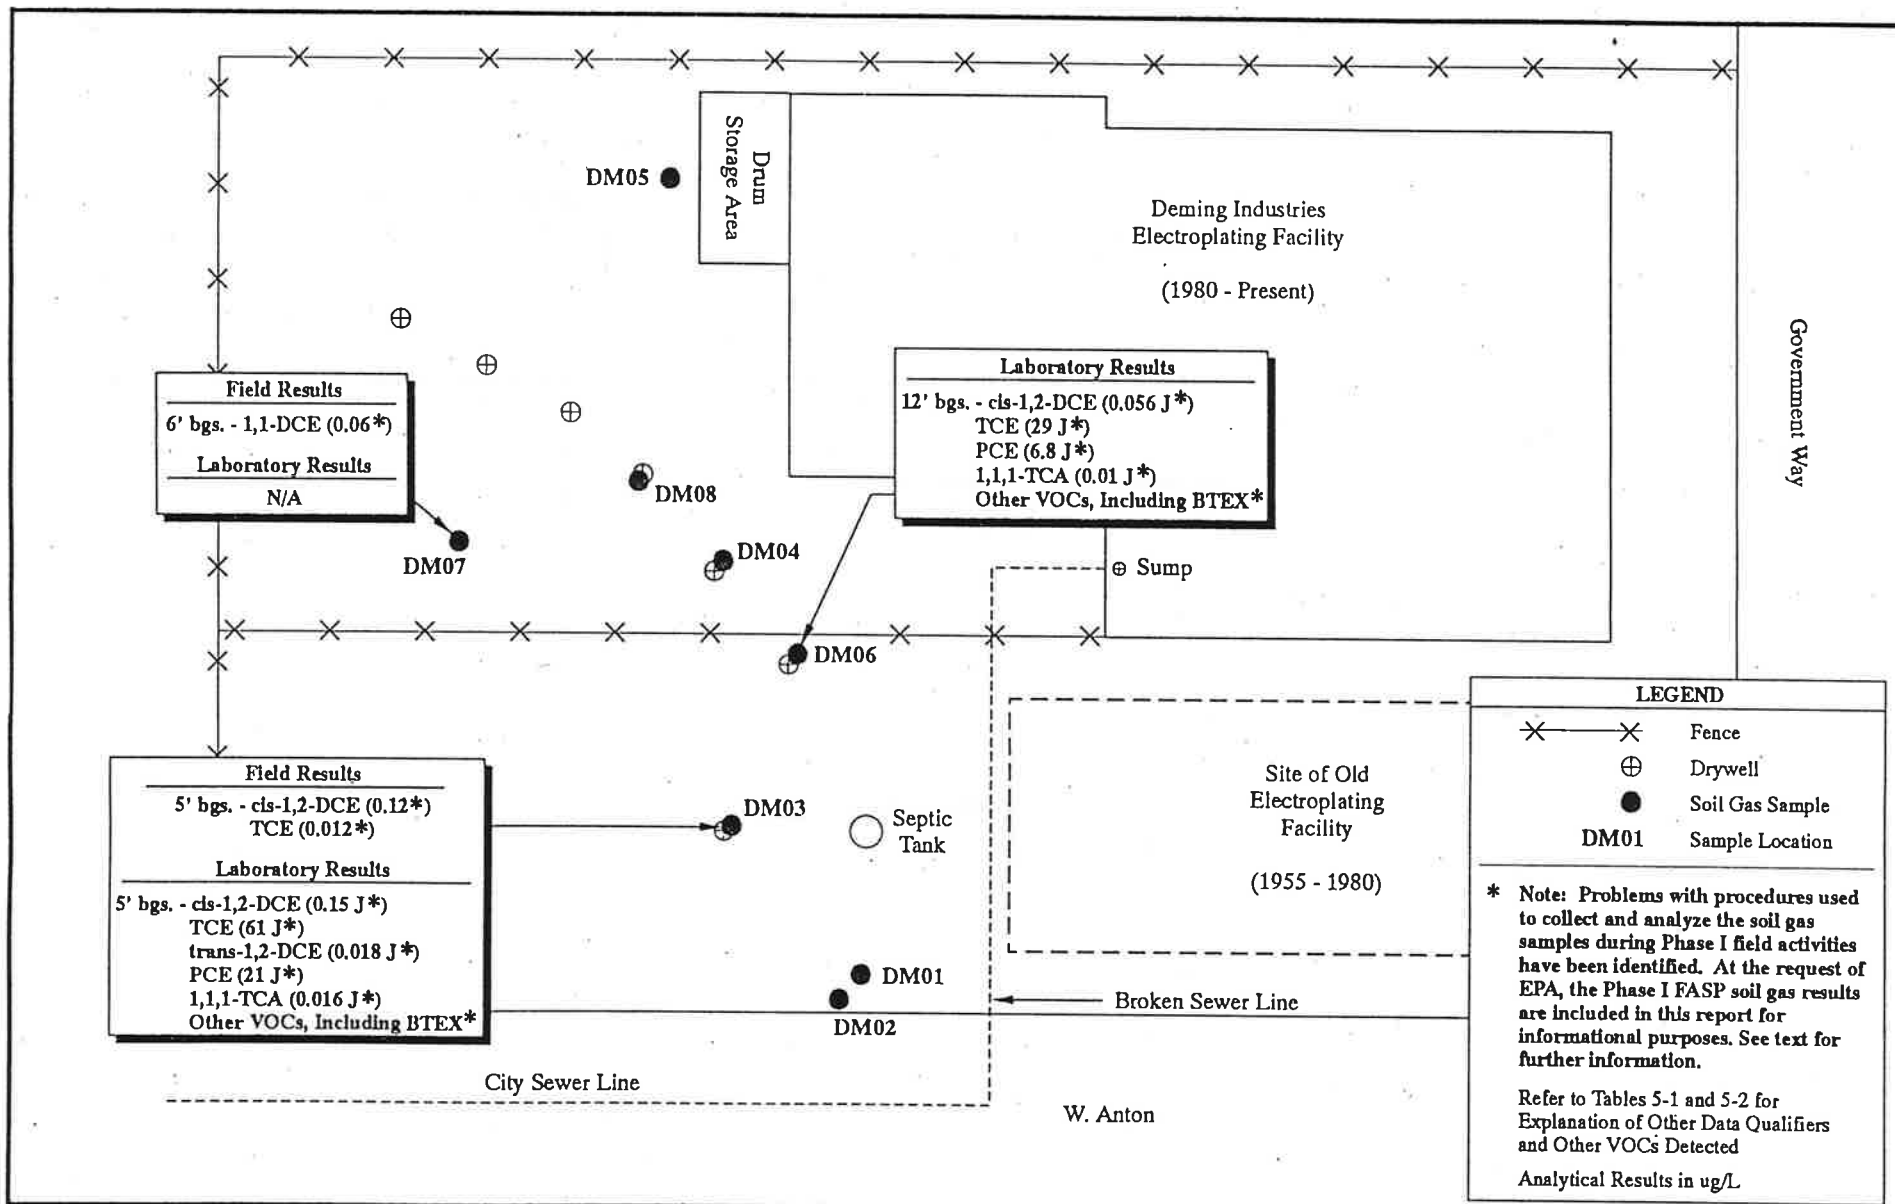 DM05
Drum
Storage Area
Deming Industries
Electroplating Facility
(1980 - Present)
Government Way
Field Results
6' bgs. - 1,1-DCE (0.06*)
Laboratory Results
N/A
DM07
DM08
DM04
Laboratory Results
12' bgs. - cis-1,2-DCE (0.056 J*)
TCE (29 J*)
PCE (6.8 J*)
1,1,1-TCA (0.01 J*)
Other VOCs, Including BTEX*
Sump
DM06
Field Results
5' bgs. - cis-1,2-DCE (0.12*)
TCE (0.012*)
Laboratory Results
5' bgs. - cis-1,2-DCE (0.15 J*)
TCE (61 J*)
trans-1,2-DCE (0.018 J*)
PCE (21 J*)
1,1,1-TCA (0.016 J*)
Other VOCs, Including BTEX*
DM03
Septic
Tank
Site of Old
Electroplating
Facility
(1955 - 1980)
DM01
DM02
Broken Sewer Line
City Sewer Line
W. Anton
LEGEND
Fence
Drywell
Soil Gas Sample
DM01 Sample Location
* Note: Problems with procedures used
to collect and analyze the soil gas
samples during Phase I field activities
have been identified. At the request of
EPA, the Phase I FASP soil gas results
are included in this report for
informational purposes. See text for
further information.
Refer to Tables 5-1 and 5-2 for
Explanation of Other Data Qualifiers
and Other VOCs Detected
Analytical Results in ug/L